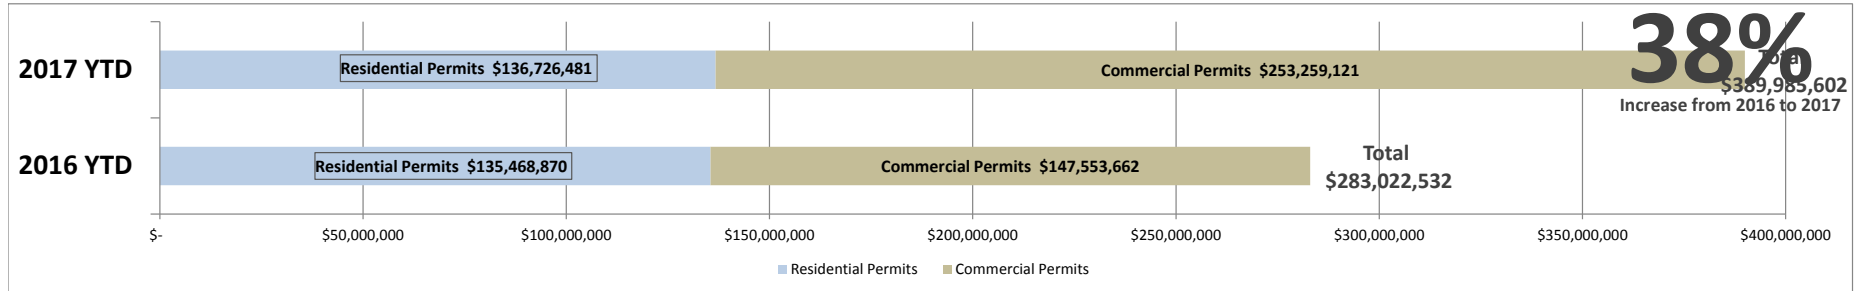 38%
2017 YTD
Residential Permits $136,726,481
Commercial Permits $253,259,121
Total
$389,985,602
Increase from 2016 to 2017
2016 YTD
Residential Permits $135,468,870
Commercial Permits $147,553,662
Total
$283,022,532
$- $50,000,000 $100,000,000 $150,000,000 $200,000,000 $250,000,000 $300,000,000 $350,000,000 $400,000,000
Residential Permits Commercial Permits